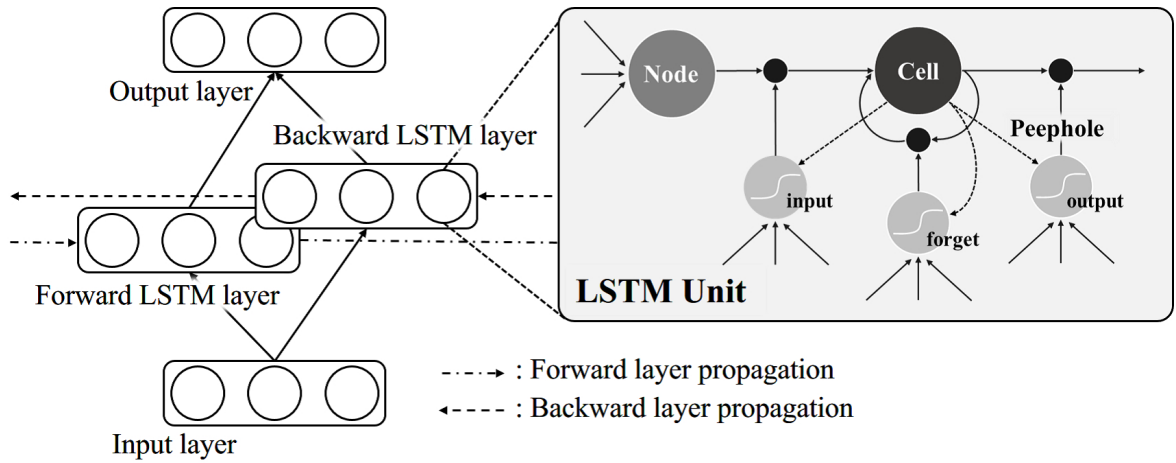 Output layer
Backward LSTM layer
Forward LSTM layer
Input layer
Node
Cell
Peephole
input
forget
output
LSTM Unit
: Forward layer propagation
: Backward layer propagation